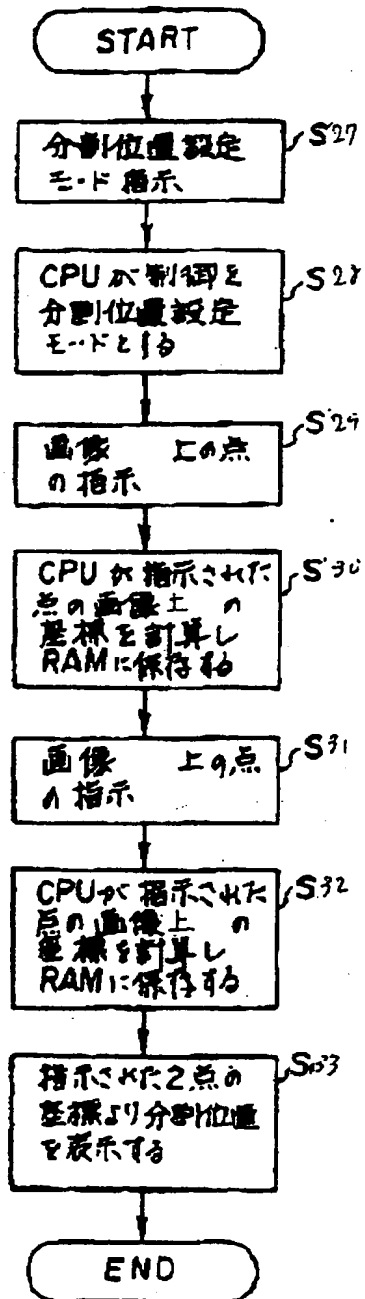 START
分割位置設定
モード指示
S27
CPUが制御を
分割位置設定
モードとする
S28
画像 上の点
の指示
S29
CPUが指示された
点の画像上 の
座標を計算し
RAMに保存する
S30
画像 上の点
の指示
S31
CPUが指示された
点の画像上 の
座標を計算し
RAMに保存する
S32
指示された2点の
座標より分割位置
を表示する
S33
END